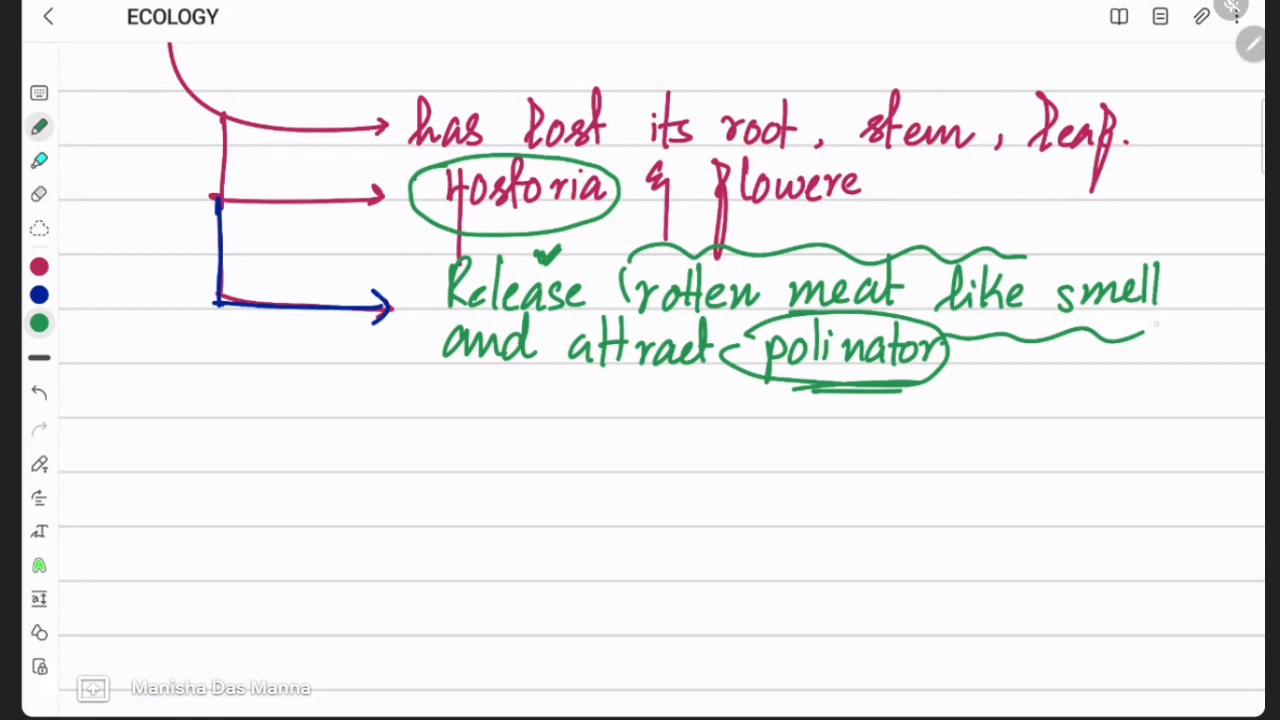 ECOLOGY
has lost its root, stem, leaf.
Hostoria & flowere
Release rotten meat like smell
and attract polinator
Manisha Das Manna